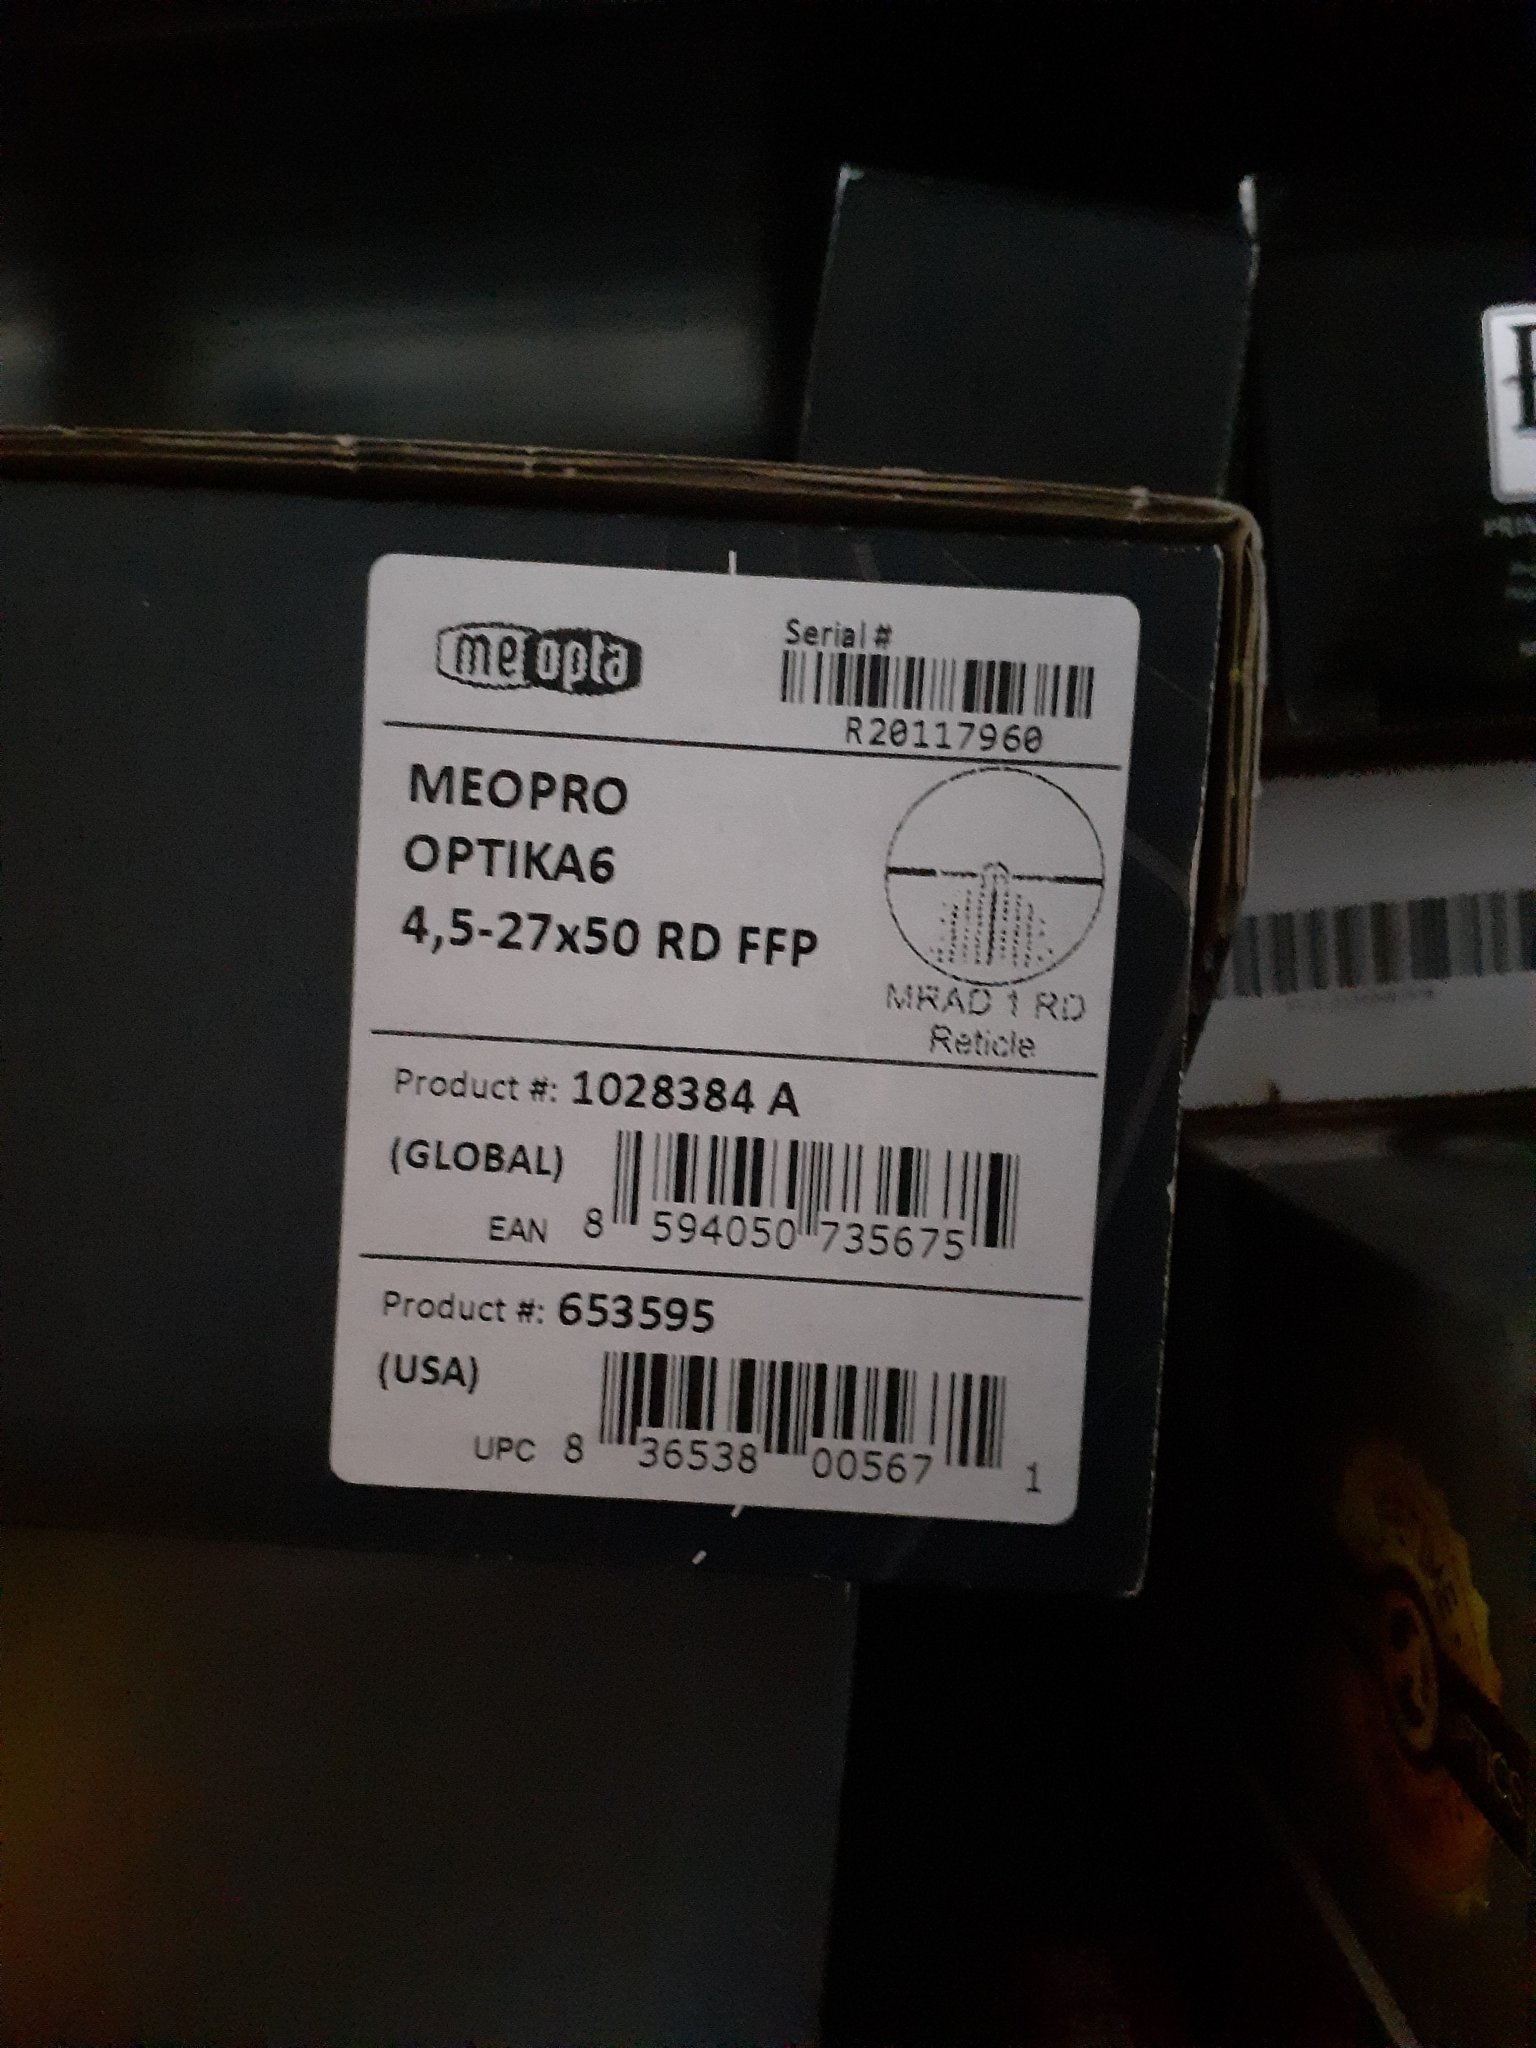 meopta
Serial #
R20117960
MEOPRO
OPTIKA6
4,5-27x50 RD FFP
MRAD 1 RD
Reticle
Product #: 1028384 A
(GLOBAL)
EAN 8 594050 735675
Product #: 653595
(USA)
UPC 8 36538 00567 1